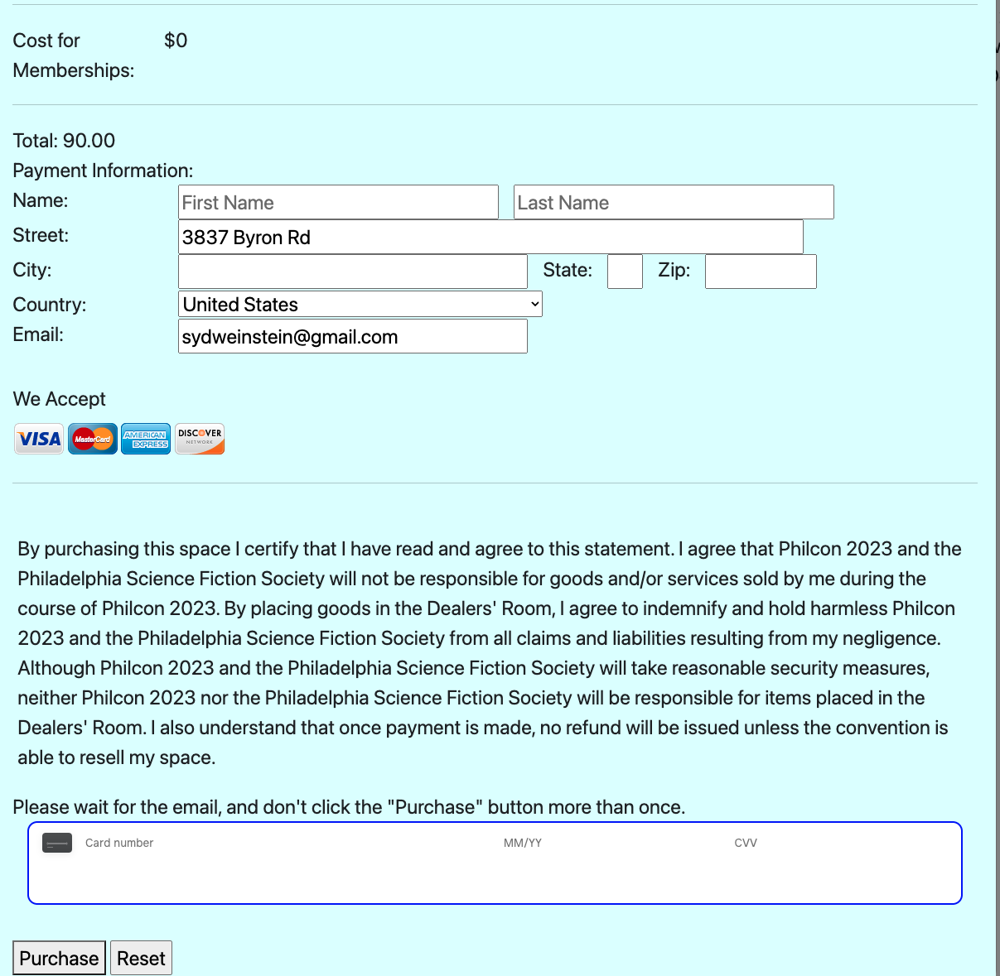 Cost for $0
Memberships:
Total: 90.00
Payment Information:
Name: First Name Last Name
Street: 3837 Byron Rd
City: State: Zip:
Country: United States
Email: sydweinstein@gmail.com
We Accept
VISA MasterCard AMERICAN EXPRESS DISCOVER NETWORK
By purchasing this space I certify that I have read and agree to this statement. I agree that Philcon 2023 and the
Philadelphia Science Fiction Society will not be responsible for goods and/or services sold by me during the
course of Philcon 2023. By placing goods in the Dealers' Room, I agree to indemnify and hold harmless Philcon
2023 and the Philadelphia Science Fiction Society from all claims and liabilities resulting from my negligence.
Although Philcon 2023 and the Philadelphia Science Fiction Society will take reasonable security measures,
neither Philcon 2023 nor the Philadelphia Science Fiction Society will be responsible for items placed in the
Dealers' Room. I also understand that once payment is made, no refund will be issued unless the convention is
able to resell my space.
Please wait for the email, and don't click the "Purchase" button more than once.
Card number MM/YY CVV
Purchase Reset